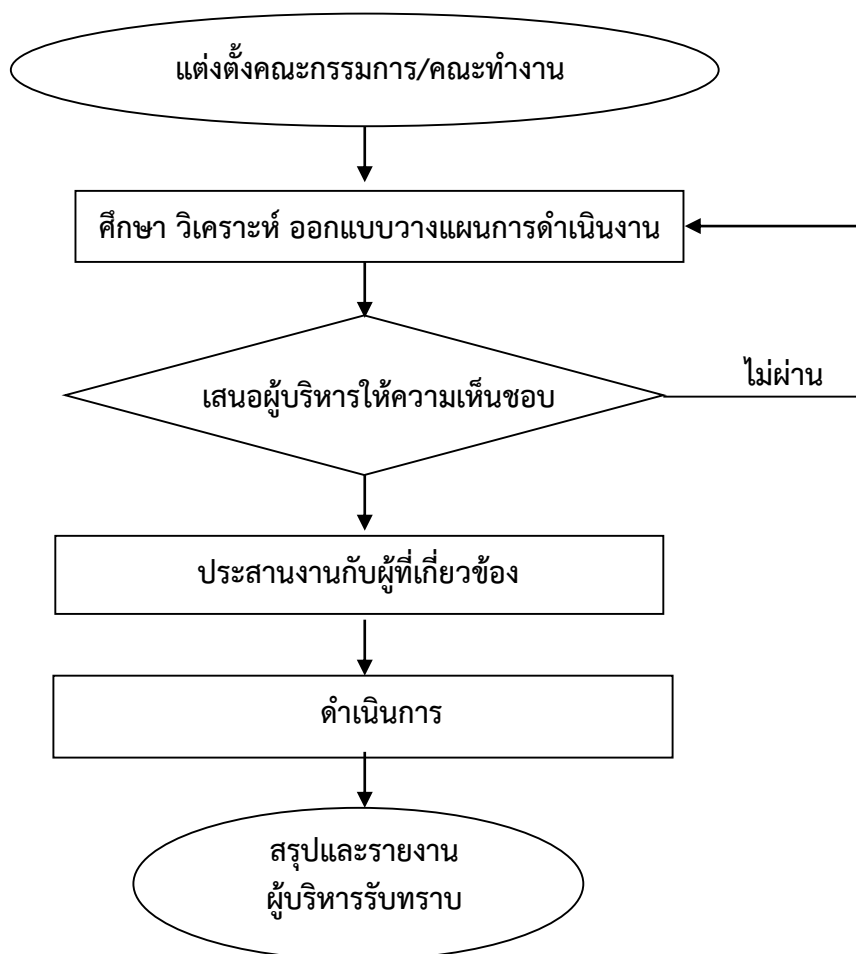 แต่งตั้งคณะกรรมการ/คณะทำงาน
ศึกษา วิเคราะห์ ออกแบบวางแผนการดำเนินงาน
ไม่ผ่าน
เสนอผู้บริหารให้ความเห็นชอบ
ประสานงานกับผู้ที่เกี่ยวข้อง
ดำเนินการ
สรุปและรายงาน
ผู้บริหารรับทราบ